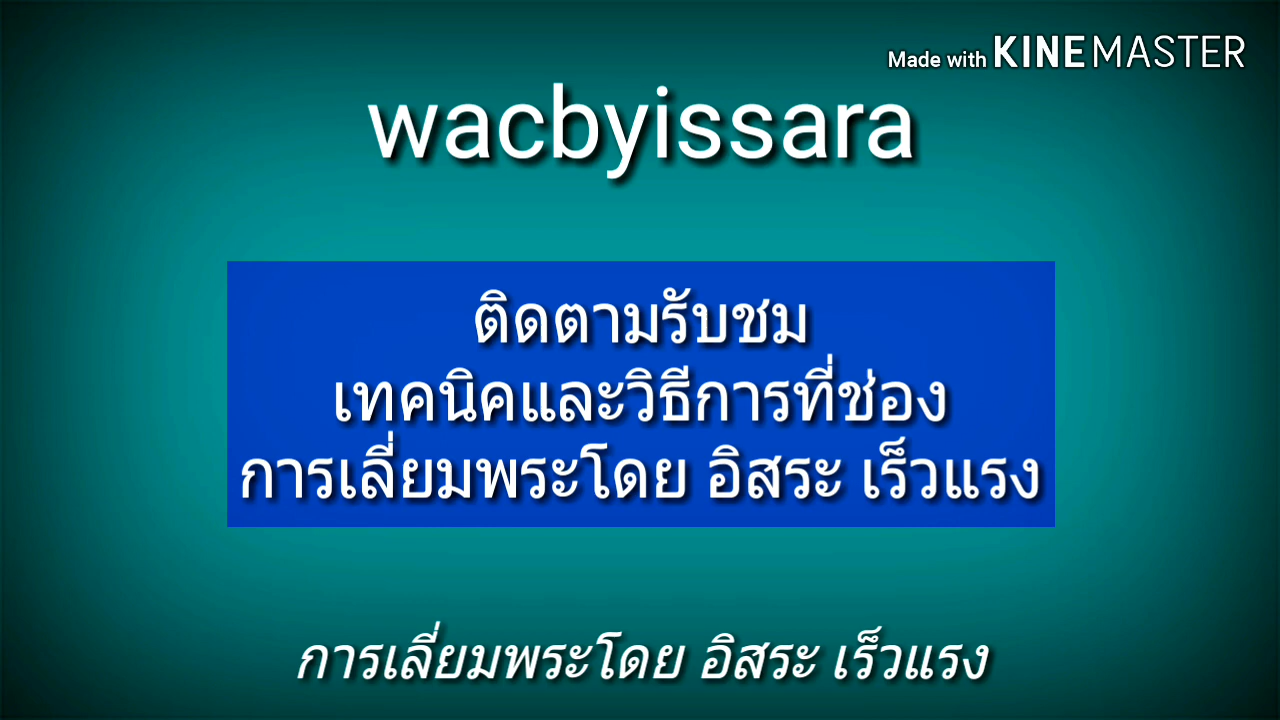 Made with KINEMASTER
wacbyissara
ติดตามรับชม
เทคนิคและวิธีการที่ช่อง
การเลี่ยมพระโดย อิสระ เร็วแรง
การเลี่ยมพระโดย อิสระ เร็วแรง